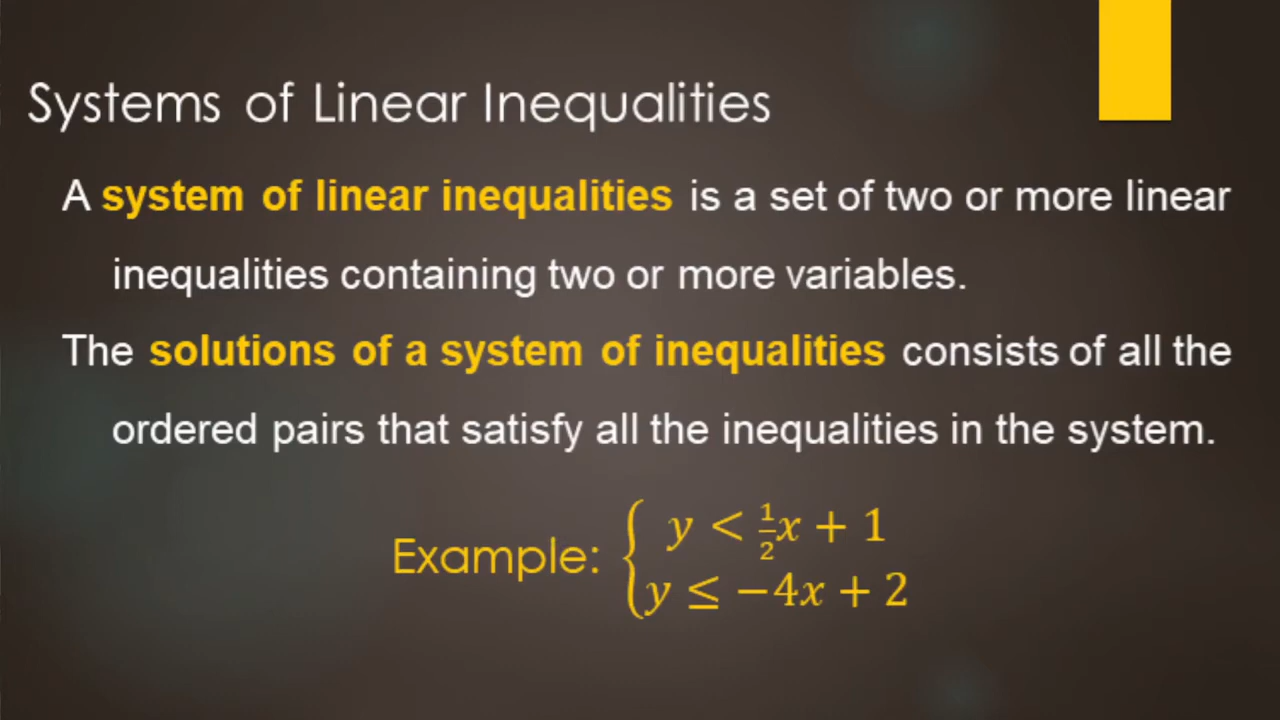 Systems of Linear Inequalities
A system of linear inequalities is a set of two or more linear
inequalities containing two or more variables.
The solutions of a system of inequalities consists of all the
ordered pairs that satisfy all the inequalities in the system.
Example: { y < 1/2 x + 1
y ≤ −4x + 2